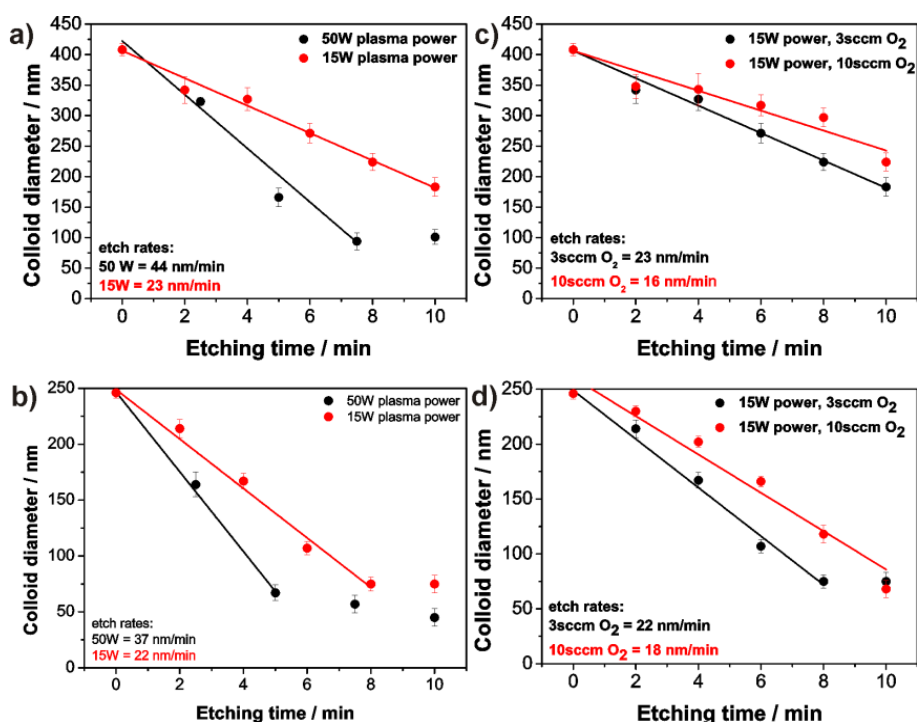 a)
50W plasma power
15W plasma power
Colloid diameter / nm
450
400
350
300
250
200
150
100
50
0
etch rates:
50 W = 44 nm/min
15W = 23 nm/min
0 2 4 6 8 10
Etching time / min
c)
15W power, 3sccm O2
15W power, 10sccm O2
Colloid diameter / nm
450
400
350
300
250
200
150
100
50
0
etch rates:
3sccm O2 = 23 nm/min
10sccm O2 = 16 nm/min
0 2 4 6 8 10
Etching time / min
b)
50W plasma power
15W plasma power
Colloid diameter / nm
250
200
150
100
50
0
etch rates:
50W = 37 nm/min
15W = 22 nm/min
0 2 4 6 8 10
Etching time / min
d)
15W power, 3sccm O2
15W power, 10sccm O2
Colloid diameter / nm
250
200
150
100
50
0
etch rates:
3sccm O2 = 22 nm/min
10sccm O2 = 18 nm/min
0 2 4 6 8 10
Etching time / min